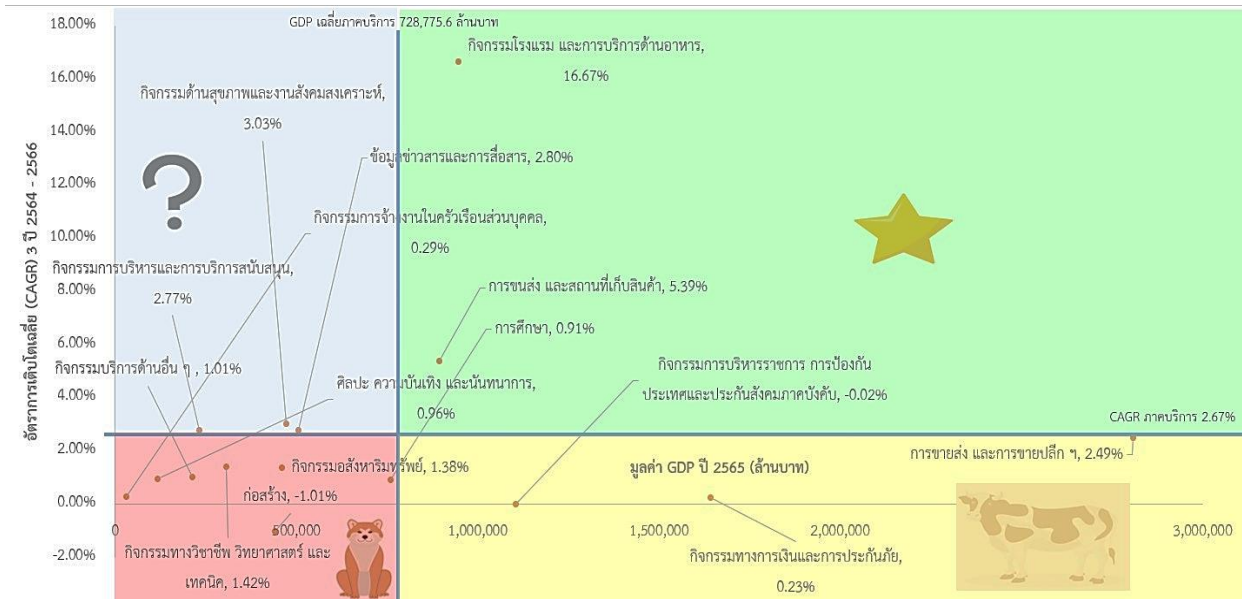 18.00%
GDP เฉลี่ยภาคบริการ 728,775.6 ล้านบาท
กิจกรรมโรงแรม และการบริการด้านอาหาร,
16.67%
16.00%
กิจกรรมด้านสุขภาพและงานสังคมสงเคราะห์,
3.03%
14.00%
ข้อมูลข่าวสารและการสื่อสาร, 2.80%
12.00%
กิจกรรมการจ้างงานในครัวเรือนส่วนบุคคล,
0.29%
10.00%
กิจกรรมการบริหารและการบริการสนับสนุน,
2.77%
8.00%
การขนส่ง และสถานที่เก็บสินค้า, 5.39%
6.00%
การศึกษา, 0.91%
กิจกรรมบริการด้านอื่น ๆ , 1.01%
ศิลปะ ความบันเทิง และนันทนาการ,
0.96%
กิจกรรมการบริหารราชการ การป้องกัน
ประเทศและประกันสังคมภาคบังคับ, -0.02%
4.00%
CAGR ภาคบริการ 2.67%
2.00%
กิจกรรมอสังหาริมทรัพย์, 1.38%
มูลค่า GDP ปี 2565 (ล้านบาท)
การขายส่ง และการขายปลีก ฯ, 2.49%
ก่อสร้าง, -1.01%
0.00%
0
500,000
1,000,000
1,500,000
2,000,000
3,000,000
-2.00%
กิจกรรมทางวิชาชีพ วิทยาศาสตร์ และ
เทคนิค, 1.42%
กิจกรรมทางการเงินและการประกันภัย,
0.23%
อัตราการเติบโตเฉลี่ย (CAGR) 3 ปี 2564 - 2566